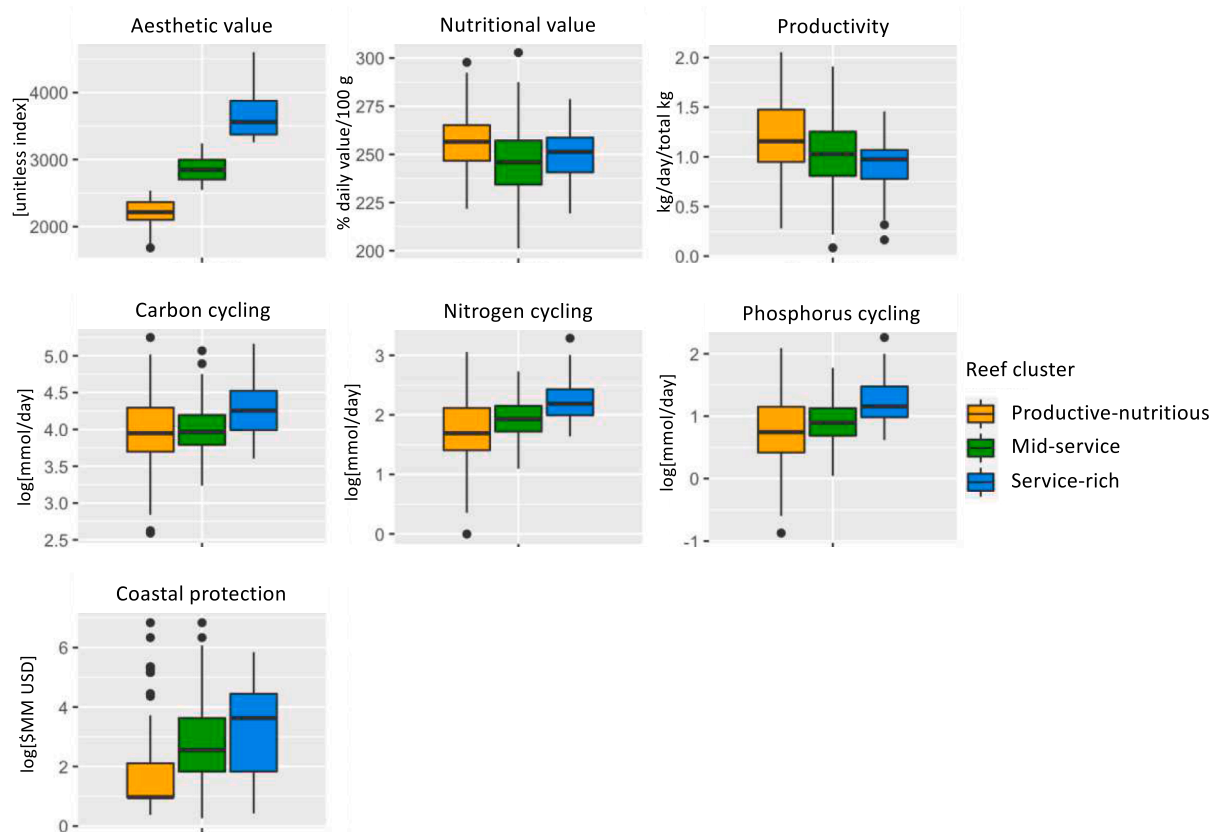 Aesthetic value
[unitless index]
4000
3000
2000
Nutritional value
% daily value/100 g
300
275
250
225
200
Productivity
kg/day/total kg
2.0
1.5
1.0
0.5
0.0
Carbon cycling
log[mmol/day]
5.0
4.5
4.0
3.5
3.0
2.5
Nitrogen cycling
log[mmol/day]
3
2
1
0
Phosphorus cycling
log[mmol/day]
2
1
0
-1
Reef cluster
Productive-nutritious
Mid-service
Service-rich
Coastal protection
log[$MM USD]
6
4
2
0